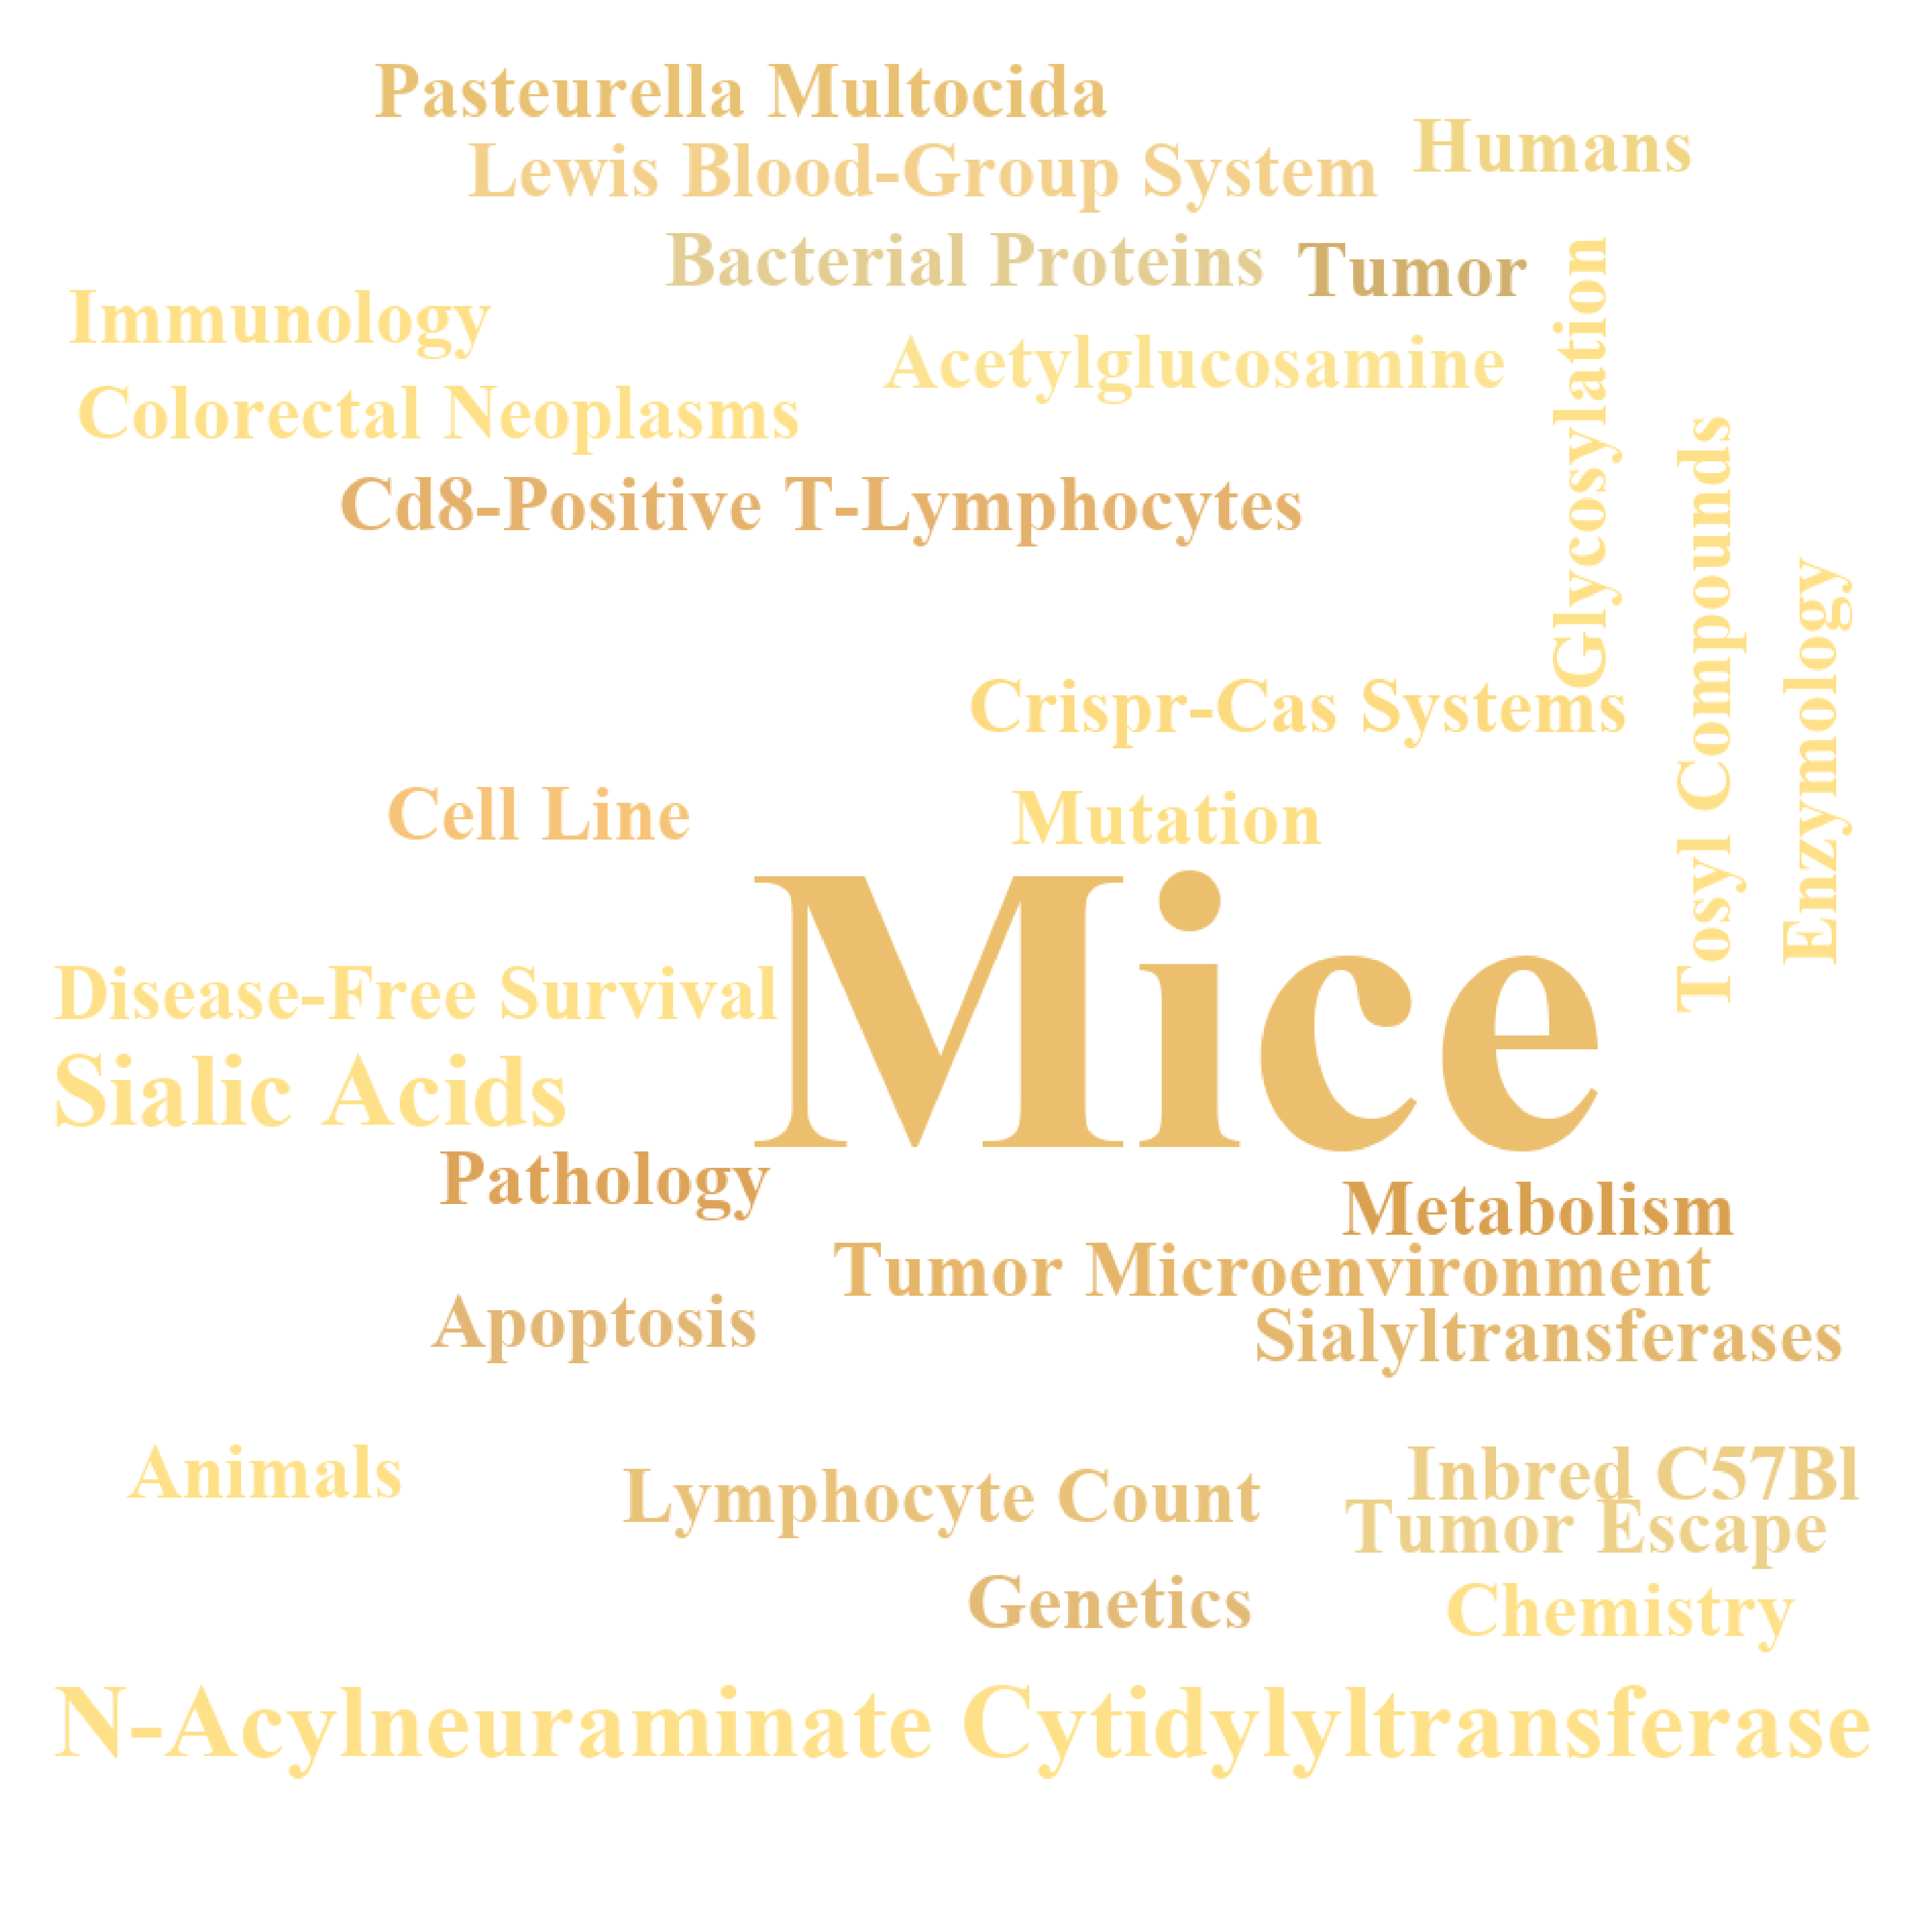 Pasteurella Multocida
Humans
Lewis Blood-Group System
Bacterial Proteins
Tumor
Immunology
Acetylglucosamine
Glycosylation
Colorectal Neoplasms
Tosyl Compounds
Cd8-Positive T-Lymphocytes
Enzymology
Crispr-Cas Systems
Cell Line
Mutation
Mice
Disease-Free Survival
Sialic Acids
Pathology
Metabolism
Tumor Microenvironment
Apoptosis
Sialyltransferases
Animals
Inbred C57Bl
Lymphocyte Count
Tumor Escape
Genetics
Chemistry
N-Acylneuraminate Cytidylyltransferase